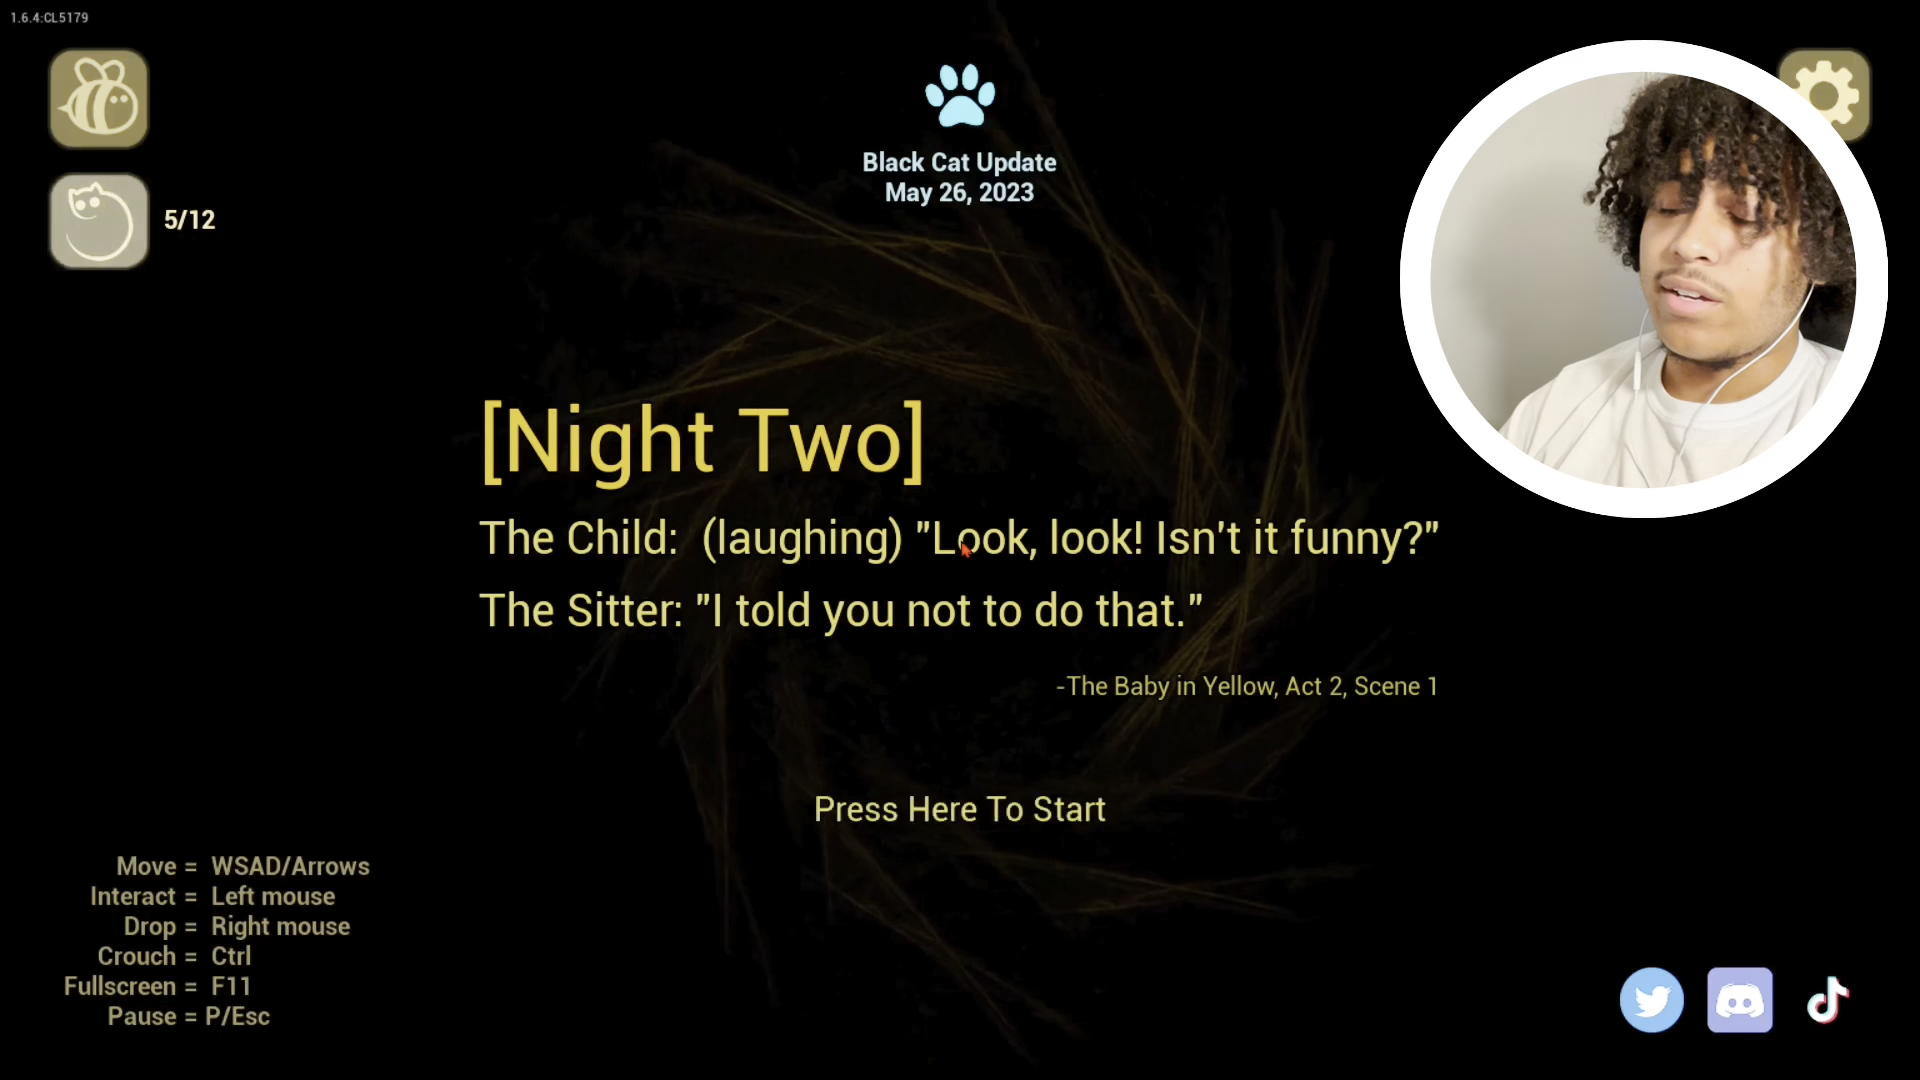 1.6.4:CL5179
Black Cat Update
May 26, 2023
5/12
[Night Two]
The Child:  (laughing) "Look, look! Isn't it funny?"
The Sitter: "I told you not to do that."
-The Baby in Yellow, Act 2, Scene 1
Press Here To Start
Move = WSAD/Arrows
Interact = Left mouse
Drop = Right mouse
Crouch = Ctrl
Fullscreen = F11
Pause = P/Esc